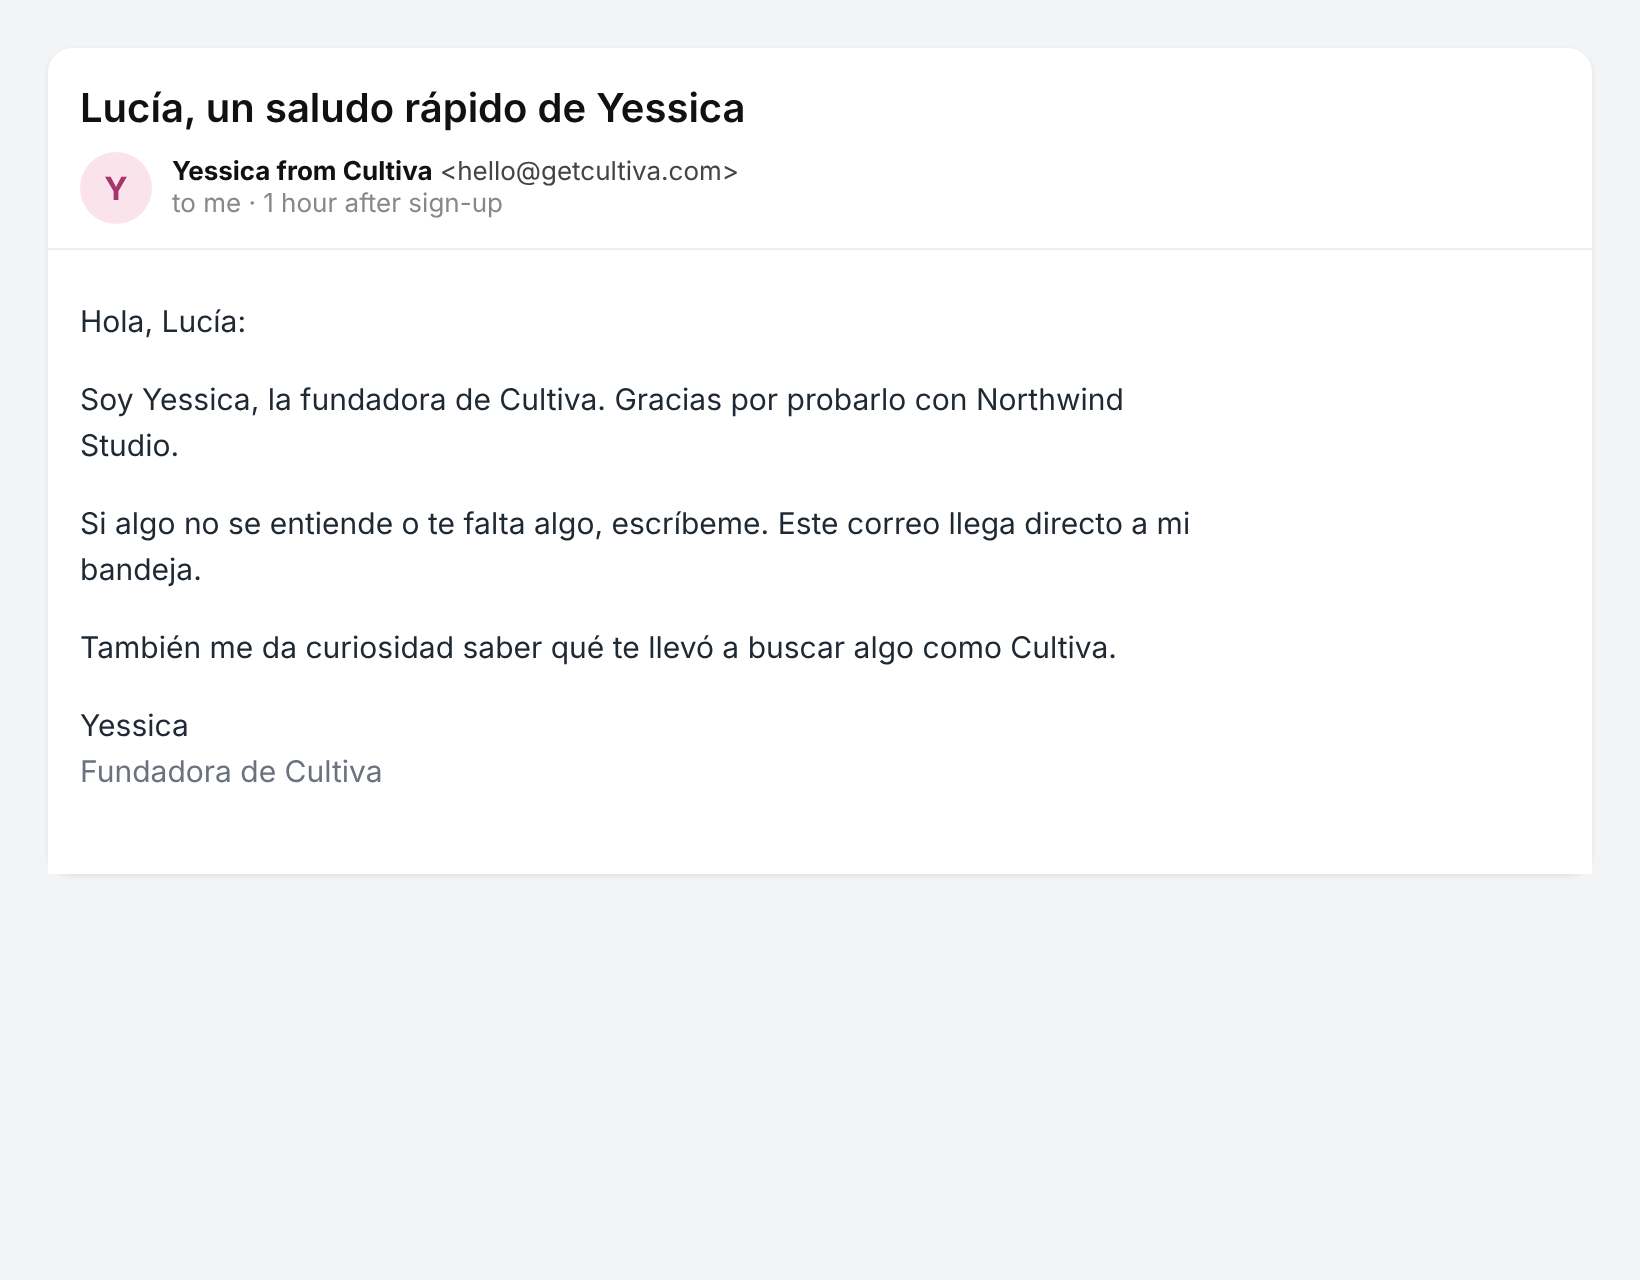 Lucía, un saludo rápido de Yessica
Y
Yessica from Cultiva <hello@getcultiva.com>
to me · 1 hour after sign-up
Hola, Lucía:
Soy Yessica, la fundadora de Cultiva. Gracias por probarlo con Northwind
Studio.
Si algo no se entiende o te falta algo, escríbeme. Este correo llega directo a mi
bandeja.
También me da curiosidad saber qué te llevó a buscar algo como Cultiva.
Yessica
Fundadora de Cultiva